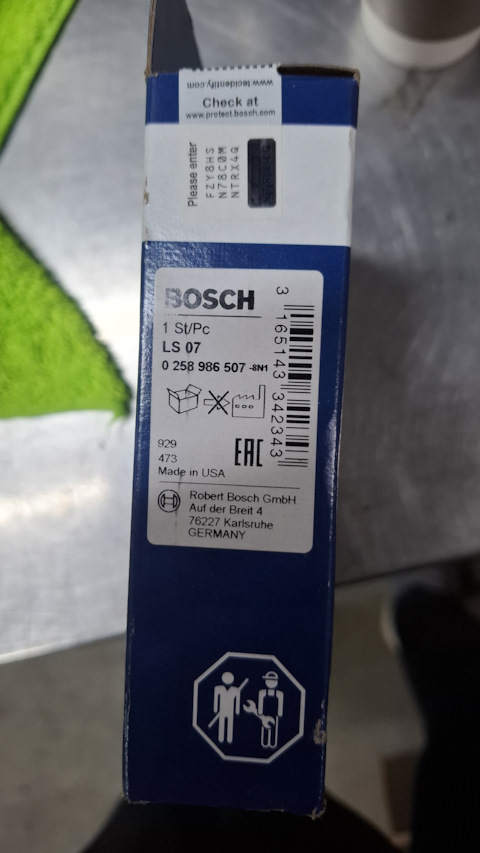 www.tecidentify.com
Check at
www.protect.bosch.com
Please enter
FZY8HS
N78C0M
NTRX4Q
BOSCH
1 St/Pc
LS 07
0 258 986 507 -8N1
3 165143 342343
929
473
EAC
Made in USA
Robert Bosch GmbH
Auf der Breit 4
76227 Karlsruhe
GERMANY